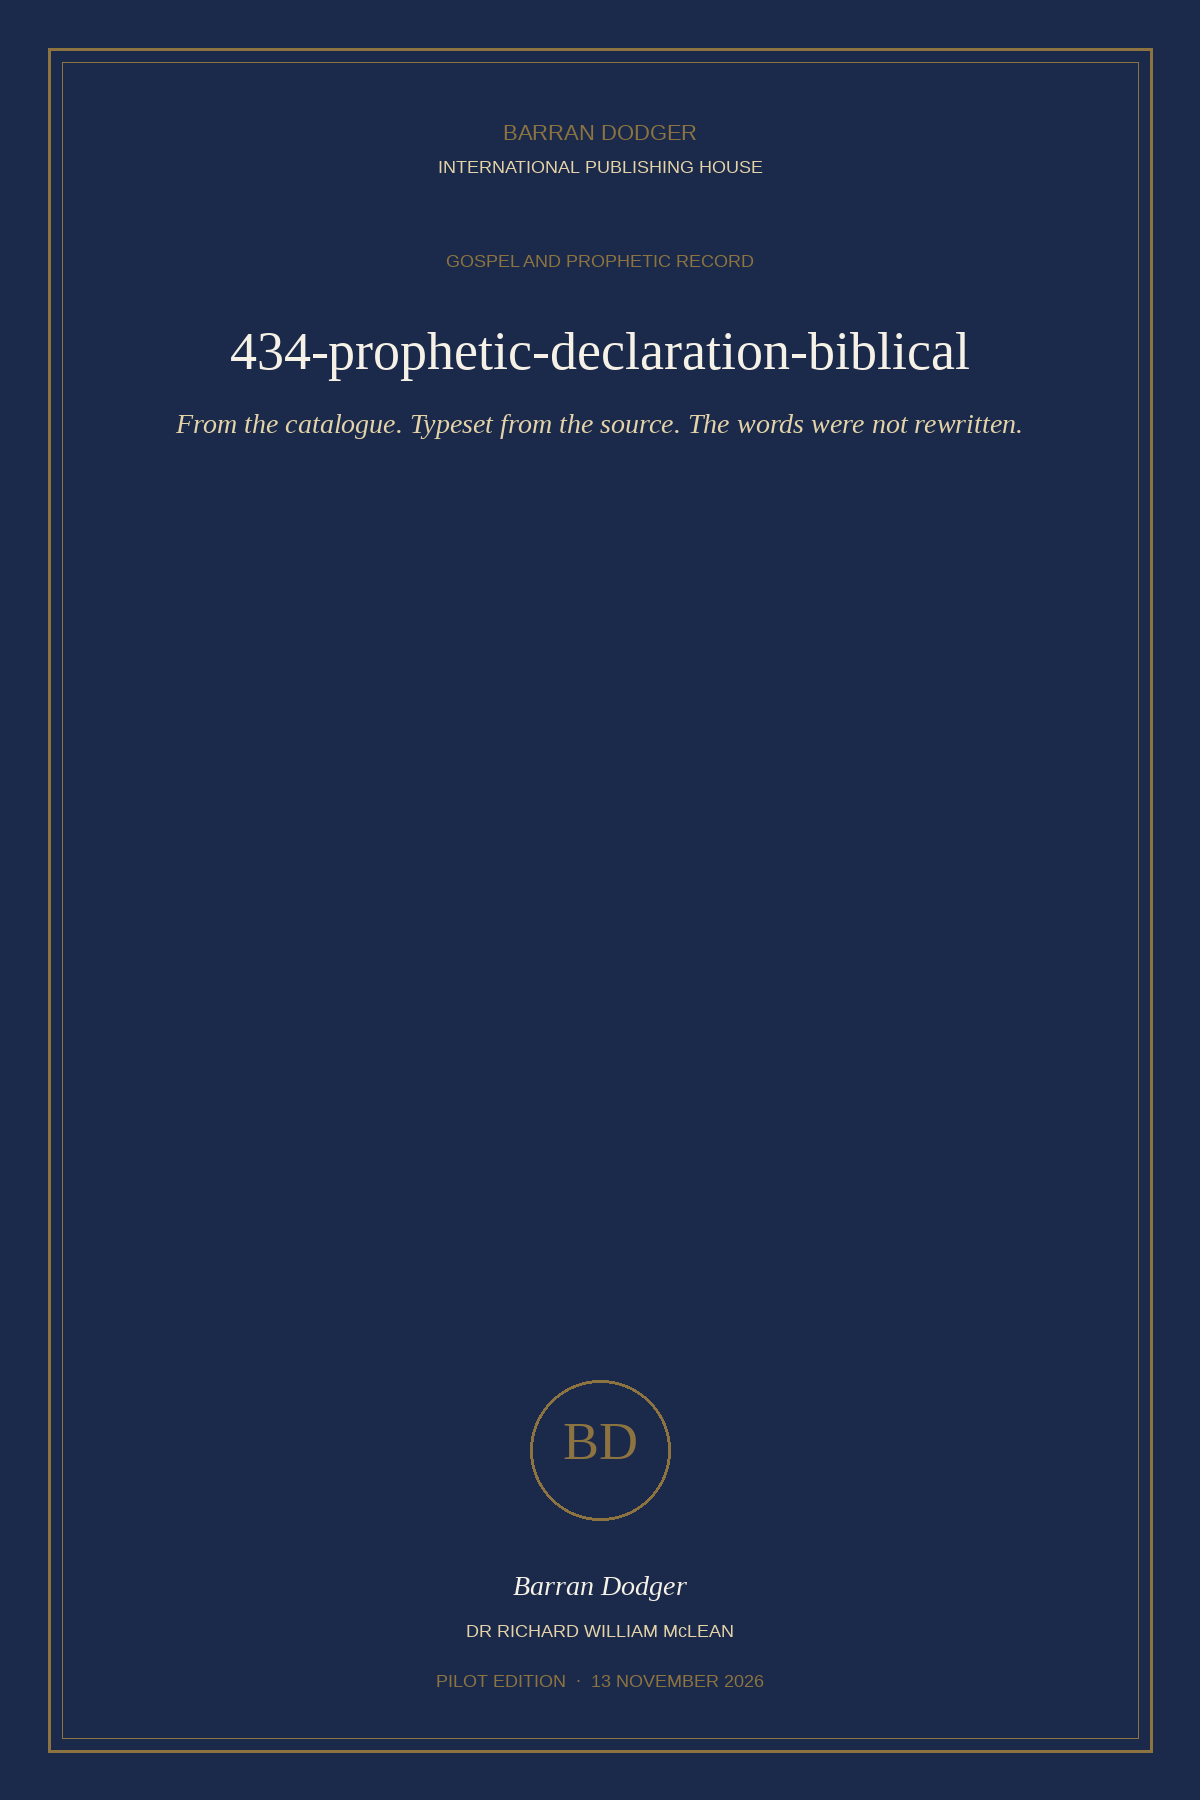 BARRAN DODGER
INTERNATIONAL PUBLISHING HOUSE
GOSPEL AND PROPHETIC RECORD
434-prophetic-declaration-biblical
From the catalogue. Typeset from the source. The words were not rewritten.
BD
Barran Dodger
DR RICHARD WILLIAM McLEAN
PILOT EDITION · 13 NOVEMBER 2026